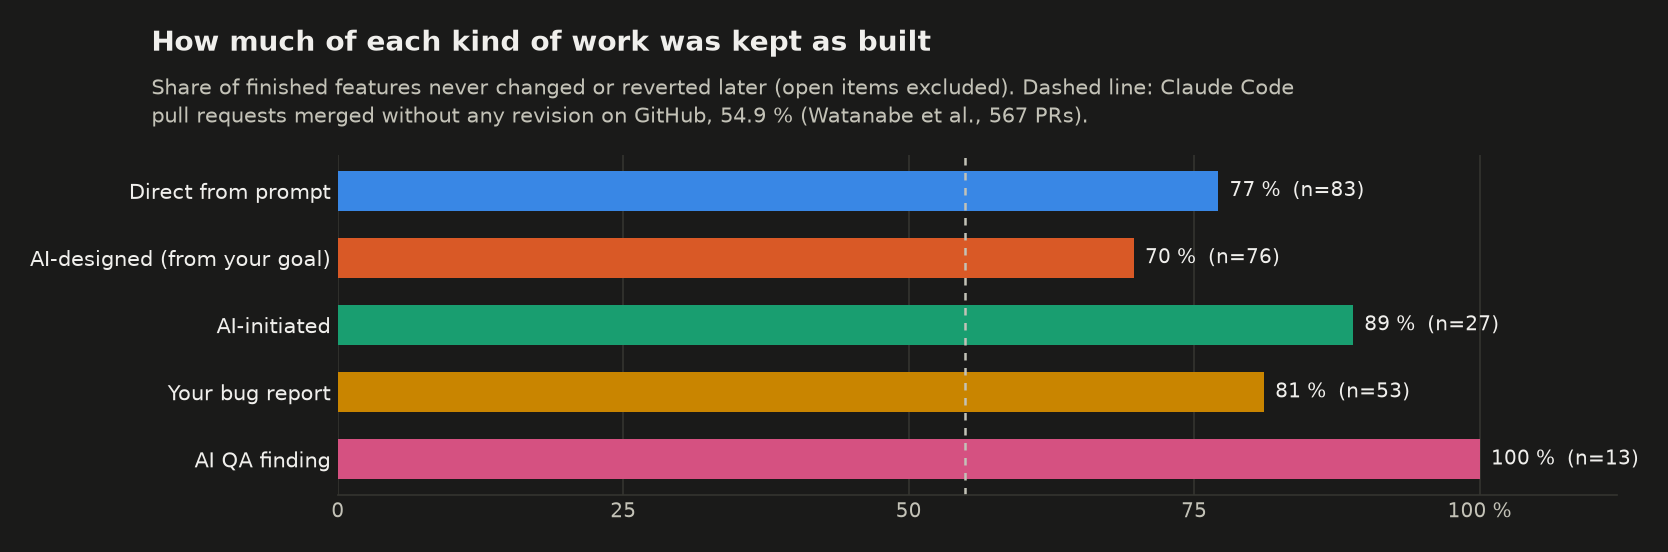 How much of each kind of work was kept as built
Share of finished features never changed or reverted later (open items excluded). Dashed line: Claude Code
pull requests merged without any revision on GitHub, 54.9 % (Watanabe et al., 567 PRs).
Direct from prompt
77 % (n=83)
AI-designed (from your goal)
70 % (n=76)
AI-initiated
89 % (n=27)
Your bug report
81 % (n=53)
AI QA finding
100 % (n=13)
0 25 50 75 100 %